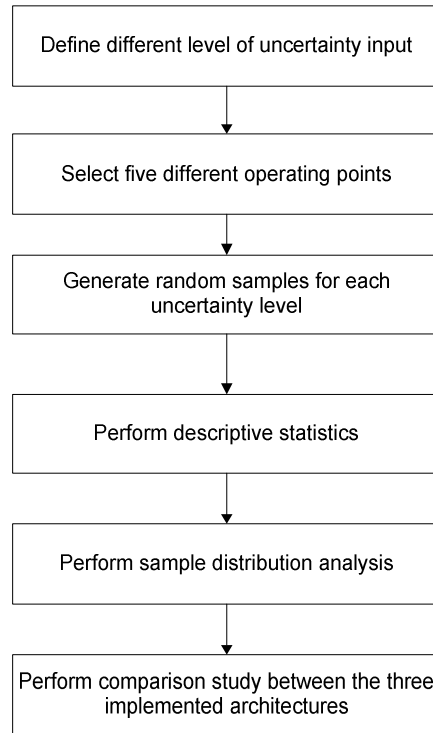 Define different level of uncertainty input
Select five different operating points
Generate random samples for each
uncertainty level
Perform descriptive statistics
Perform sample distribution analysis
Perform comparison study between the three
implemented architectures